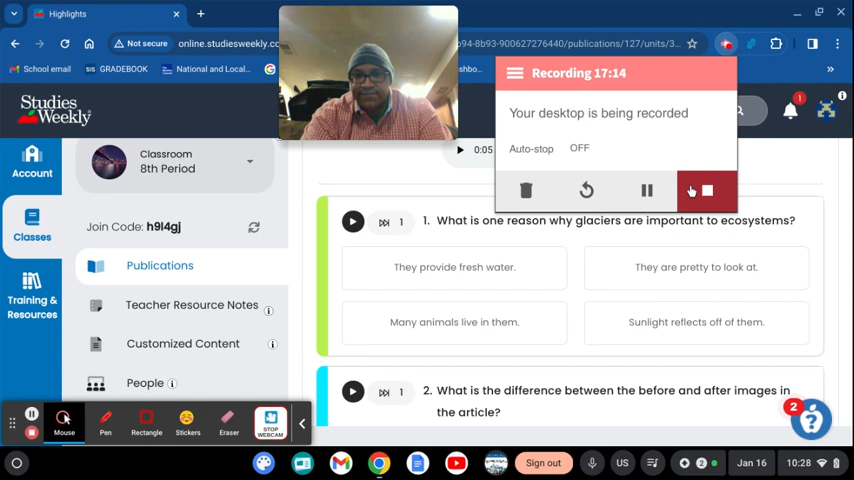 Highlights
Not secure
online.studiesweekly.cc
94-8b93-900627276440/publications/127/units/3...
School email
SIS GRADEBOOK
National and Local...
Recording 17:14
Your desktop is being recorded
Auto-stop
OFF
Studies
Weekly
1
Account
Classroom
8th Period
0:05
Classes
Join Code: h9l4gj
1
1. What is one reason why glaciers are important to ecosystems?
Publications
They provide fresh water.
They are pretty to look at.
Training &
Resources
Teacher Resource Notes
Many animals live in them.
Sunlight reflects off of them.
Customized Content
People
1
2. What is the difference between the before and after images in
the article?
Mouse
Pen
Rectangle
Stickers
Eraser
STOP
WEBCAM
2
Sign out
US
2
Jan 16
10:28